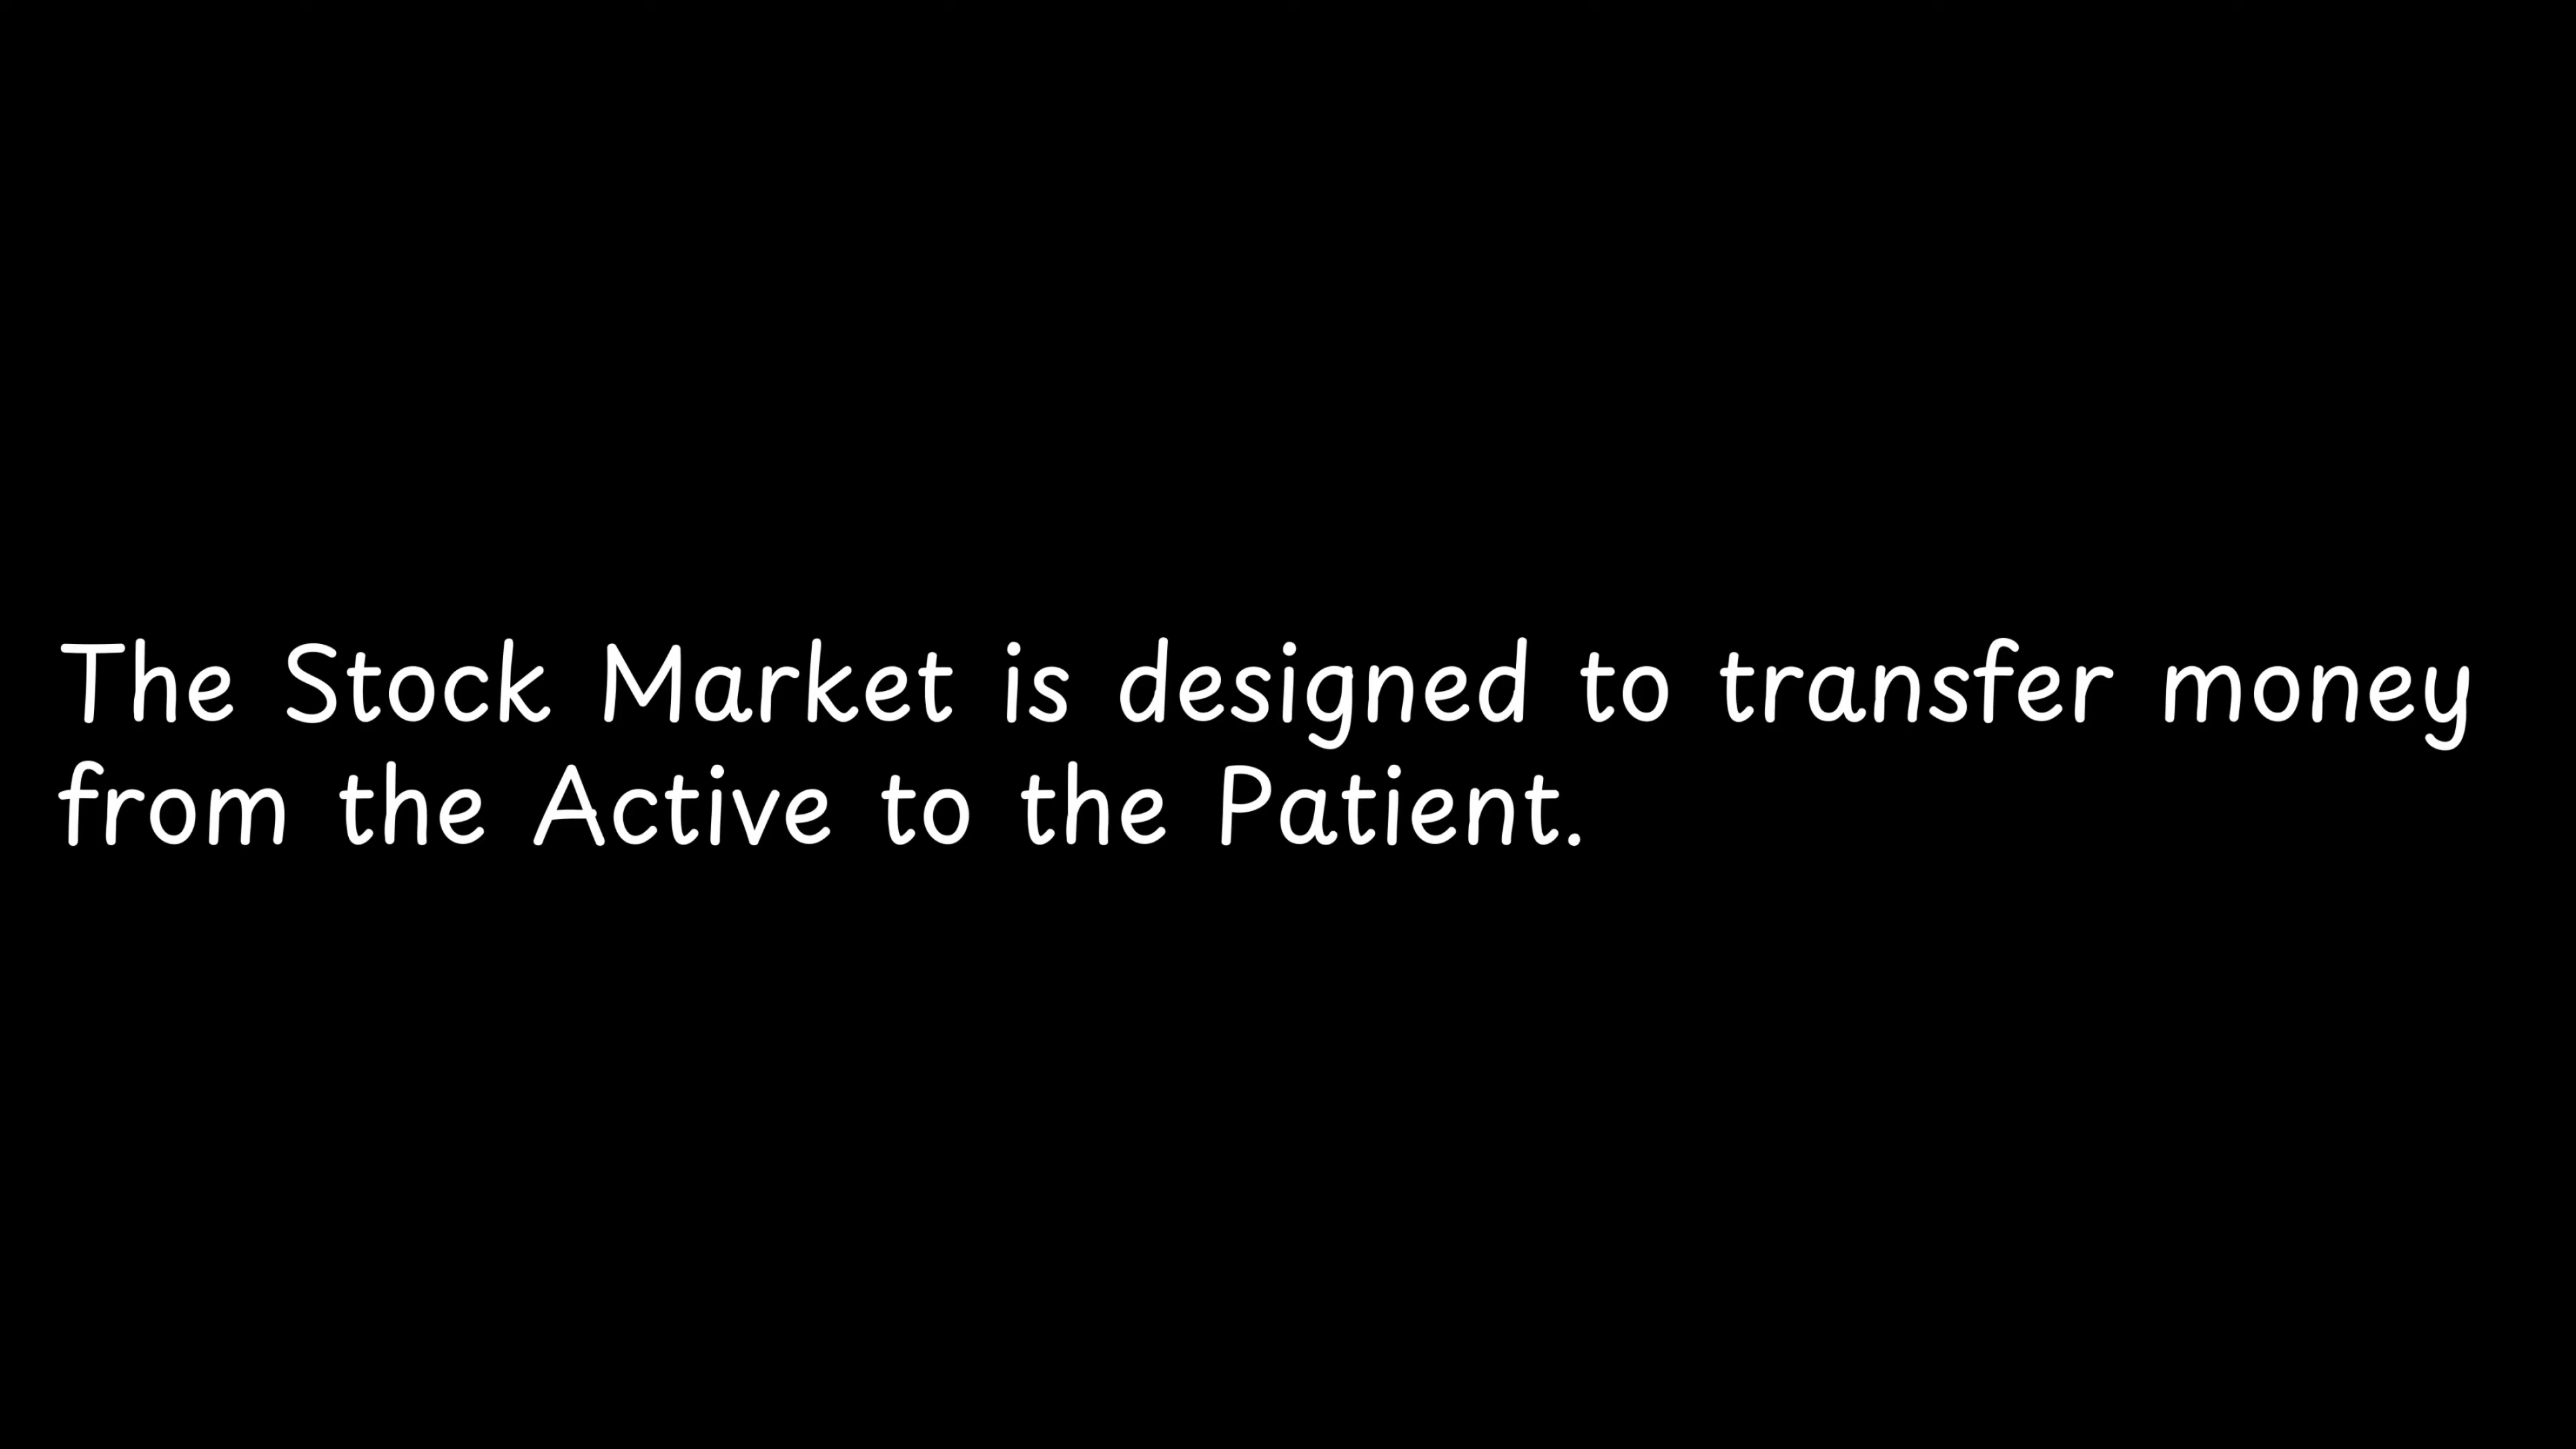 The Stock Market is designed to transfer money
from the Active to the Patient.